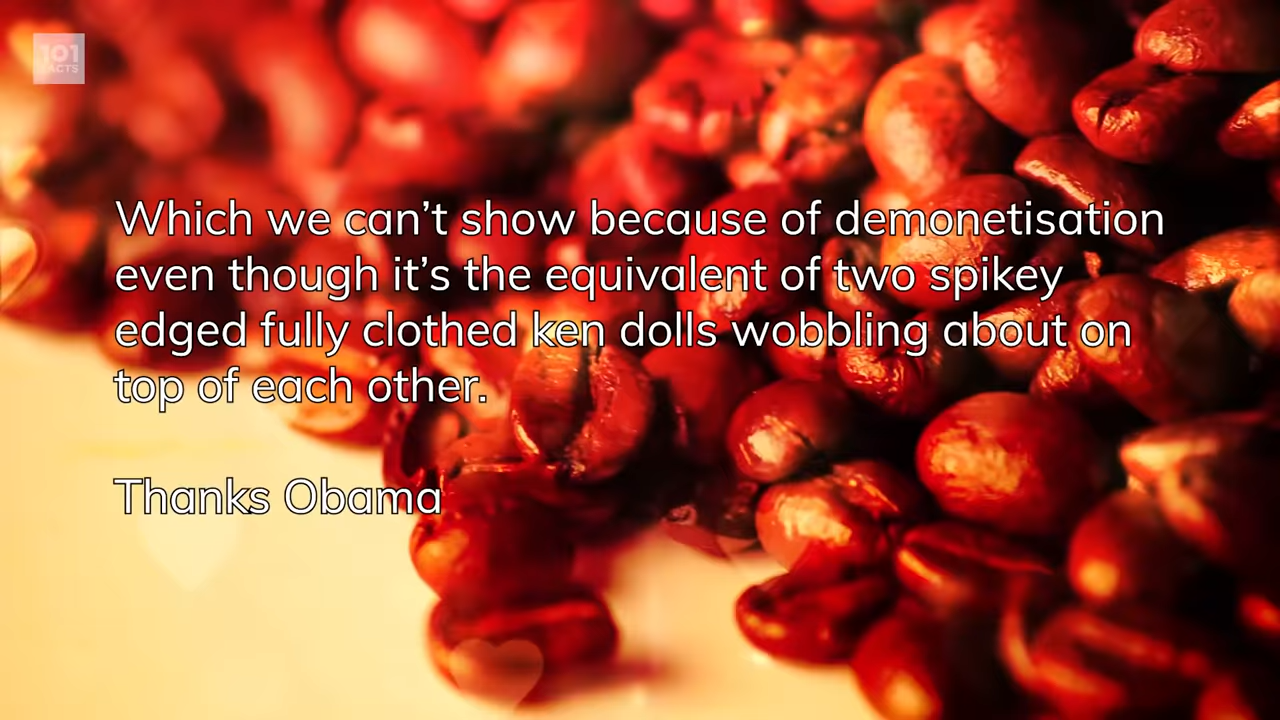 101
FACTS
Which we can’t show because of demonetisation
even though it’s the equivalent of two spikey
edged fully clothed ken dolls wobbling about on
top of each other.
Thanks Obama